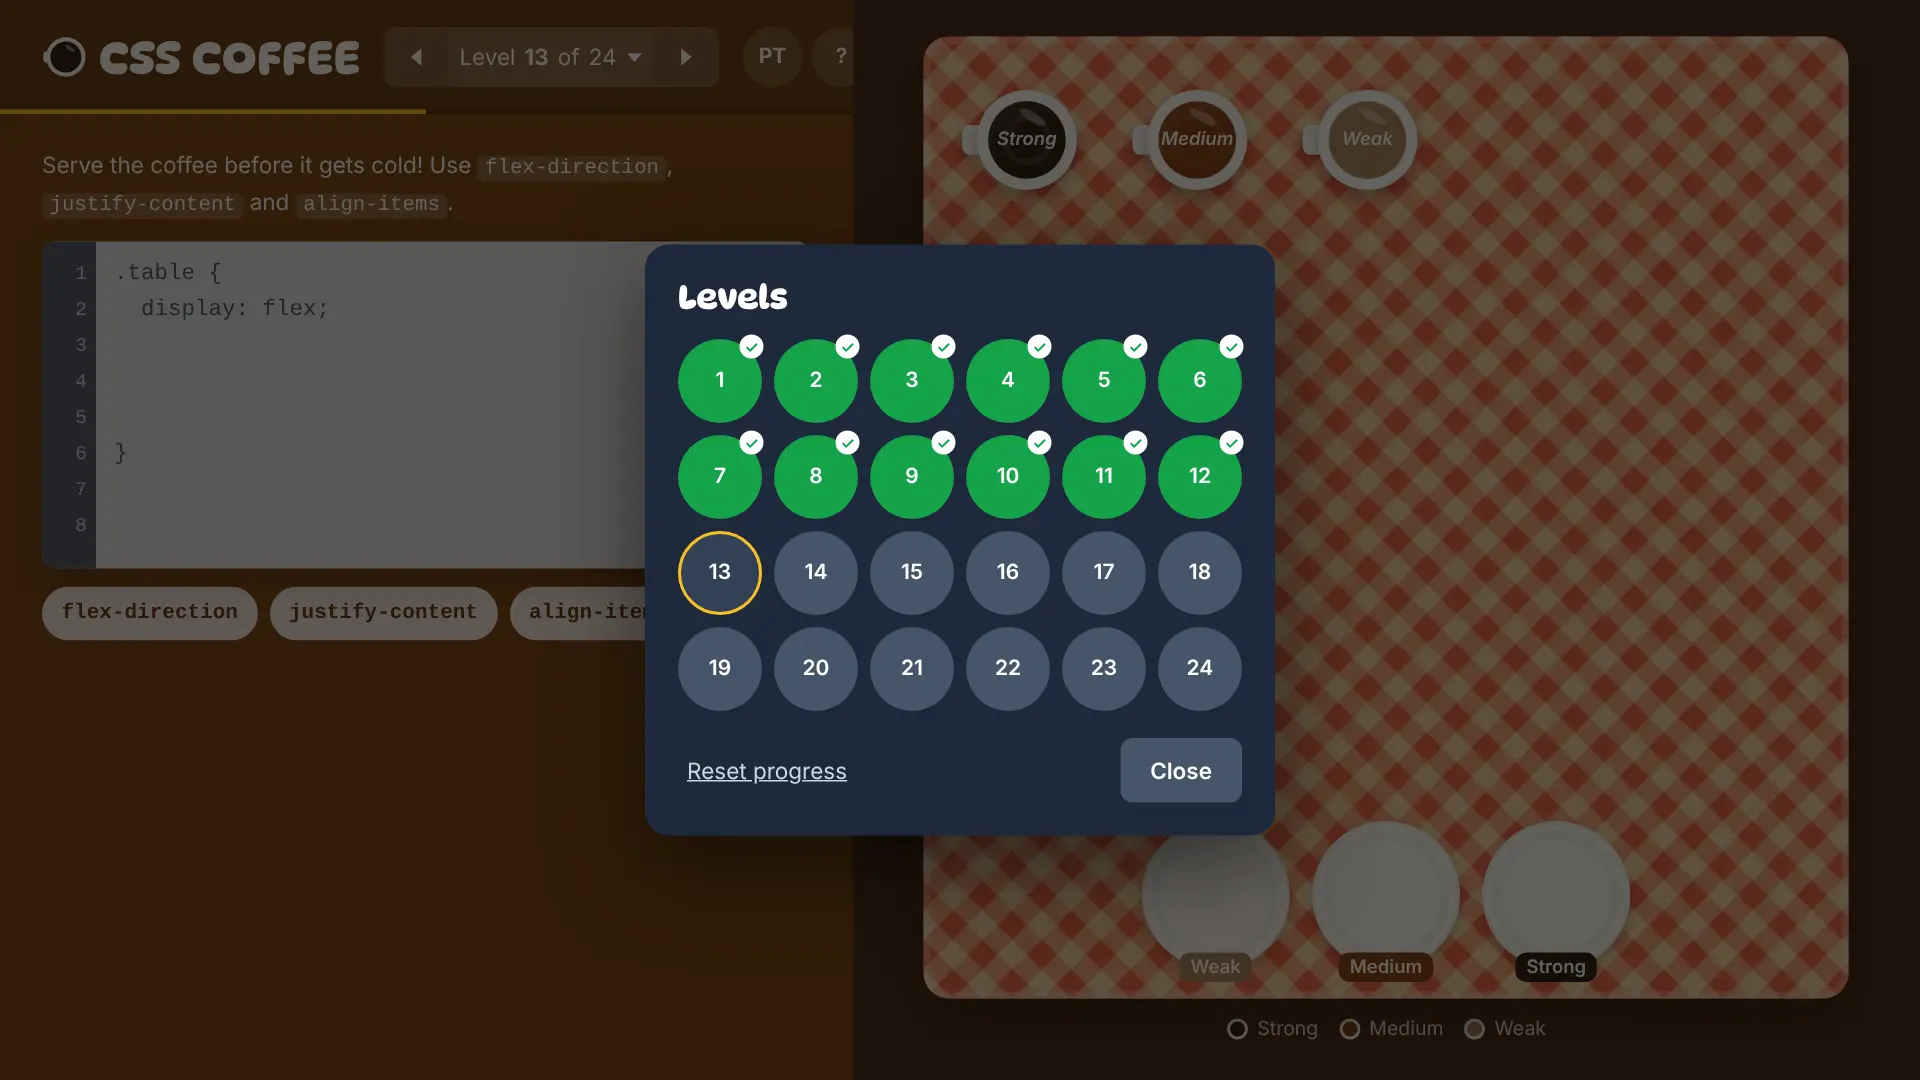 CSS COFFEE
Level 13 of 24
PT
?
Serve the coffee before it gets cold! Use flex-direction,
justify-content and align-items.
1 .table {
2 display: flex;
3
4
5
6 }
7
8
flex-direction
justify-content
Levels
1 2 3 4 5 6
7 8 9 10 11 12
13 14 15 16 17 18
19 20 21 22 23 24
Reset progress
Close
Strong Medium Weak
Weak Medium Strong
Strong Medium Weak